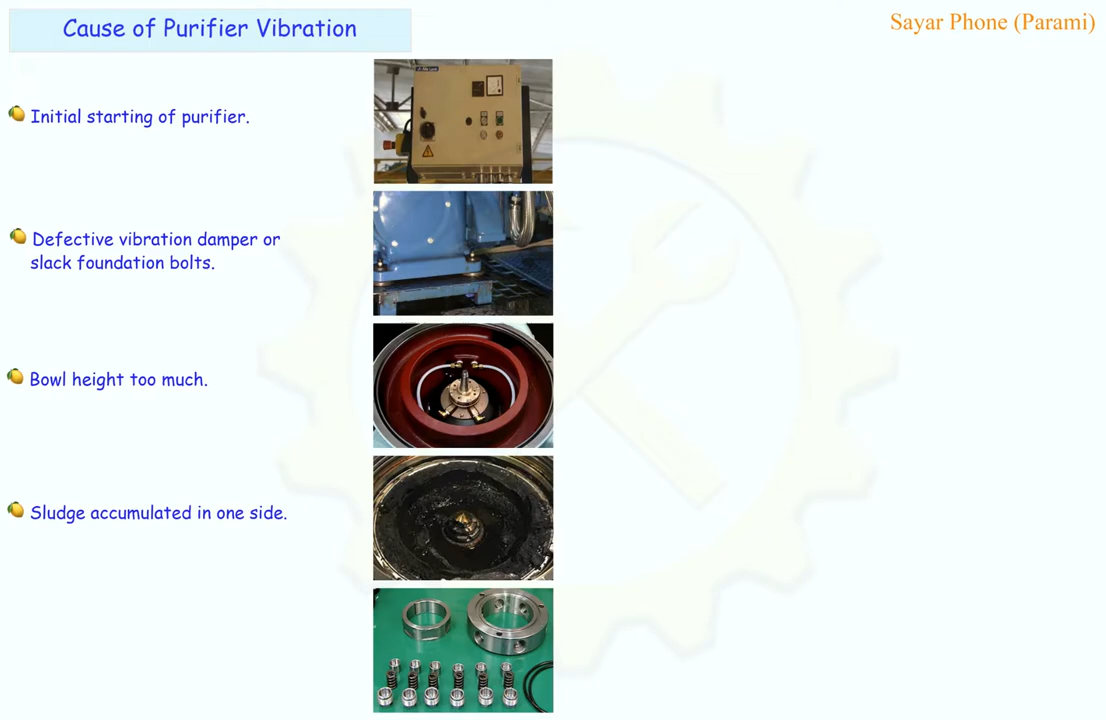 Cause of Purifier Vibration
Sayar Phone (Parami)
Initial starting of purifier.
Defective vibration damper or
slack foundation bolts.
Bowl height too much.
Sludge accumulated in one side.